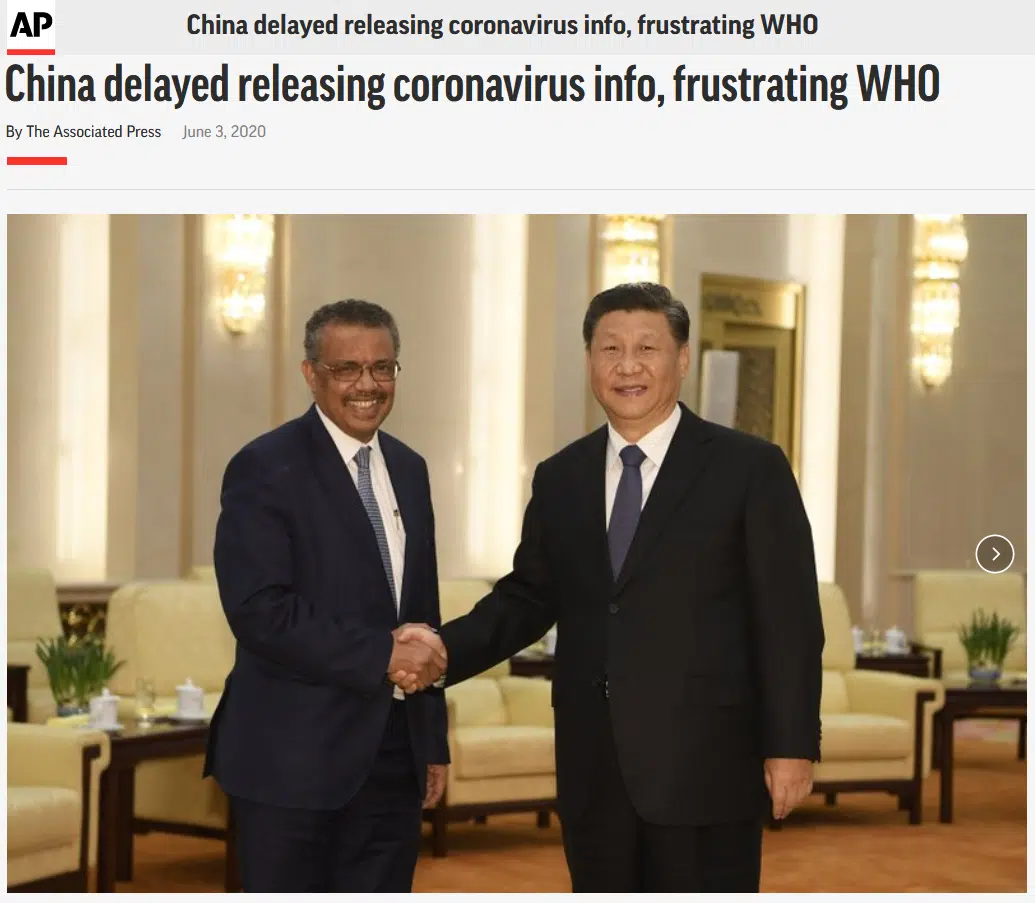 AP
China delayed releasing coronavirus info, frustrating WHO
China delayed releasing coronavirus info, frustrating WHO
By The Associated Press June 3, 2020